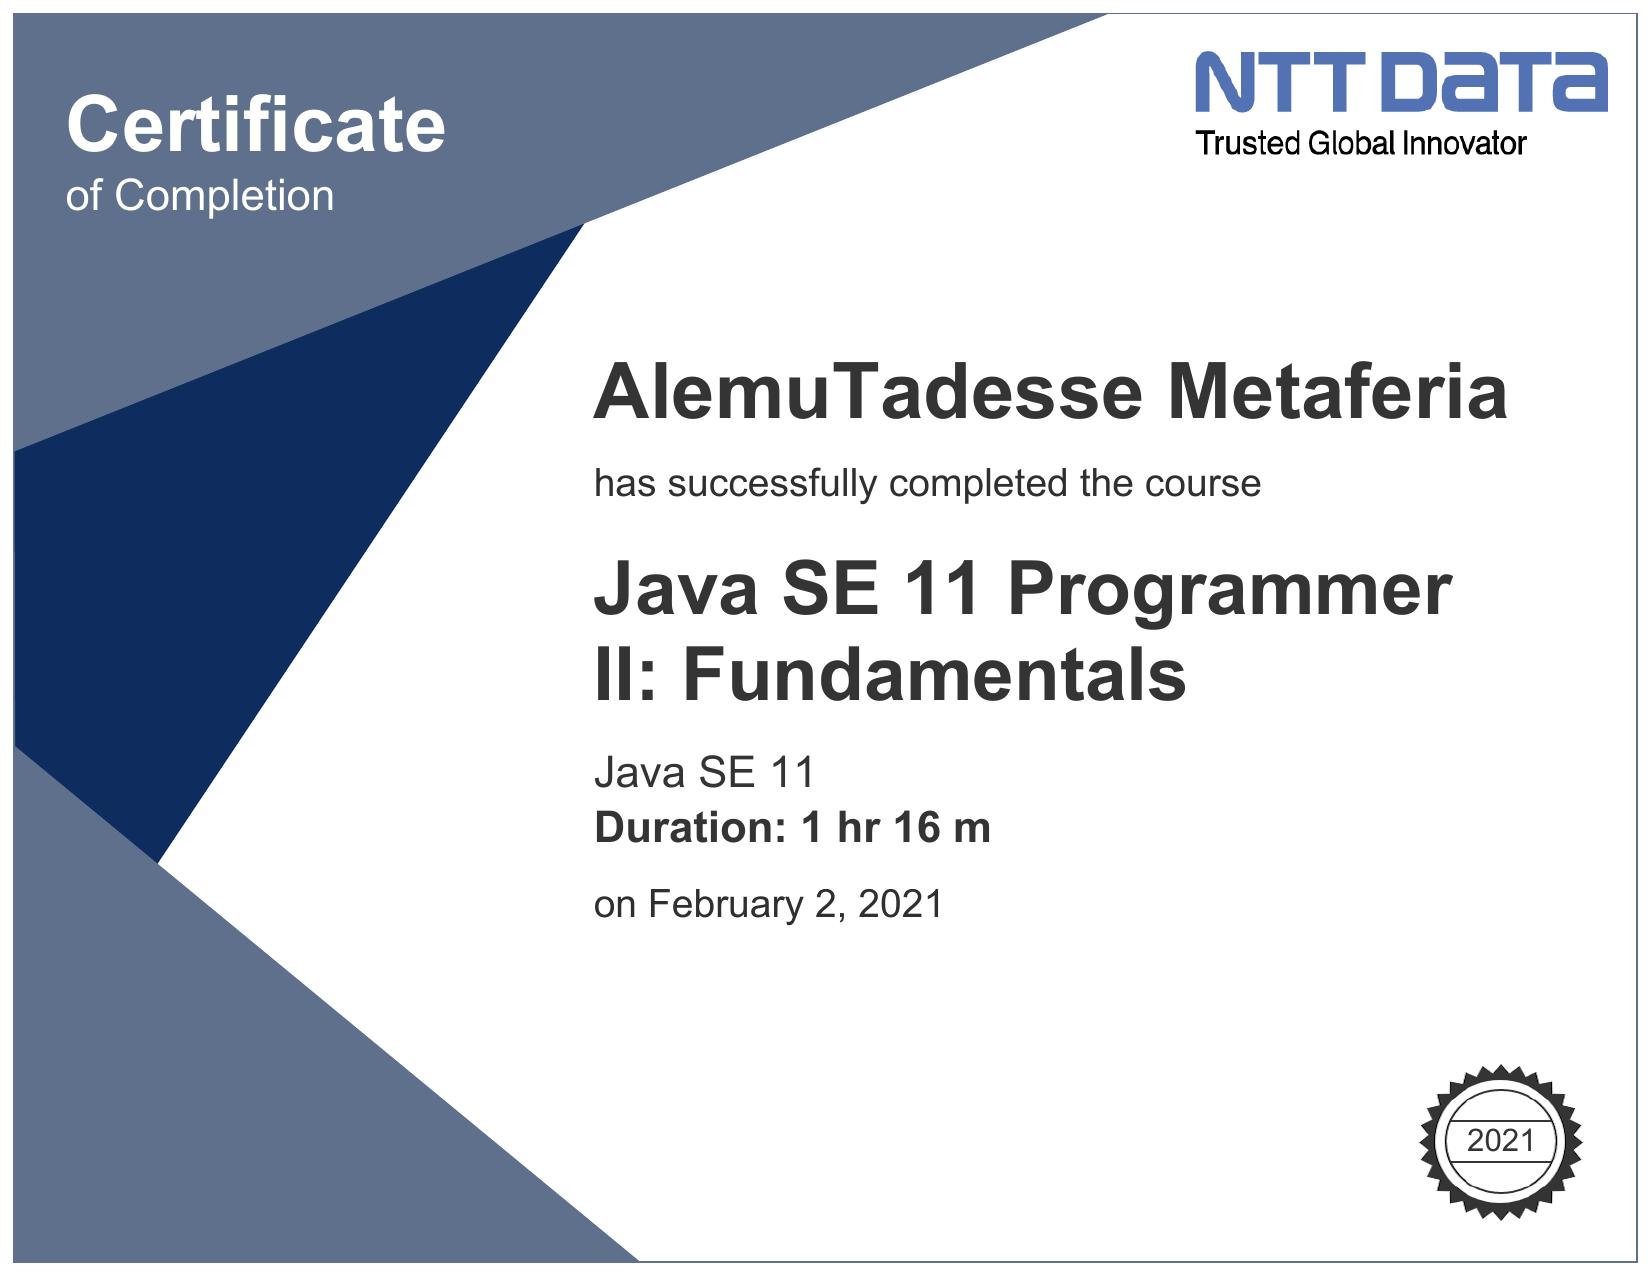 Certificate
of Completion
NTT DATA
Trusted Global Innovator
AlemuTadesse Metaferia
has successfully completed the course
Java SE 11 Programmer
II: Fundamentals
Java SE 11
Duration: 1 hr 16 m
on February 2, 2021
2021